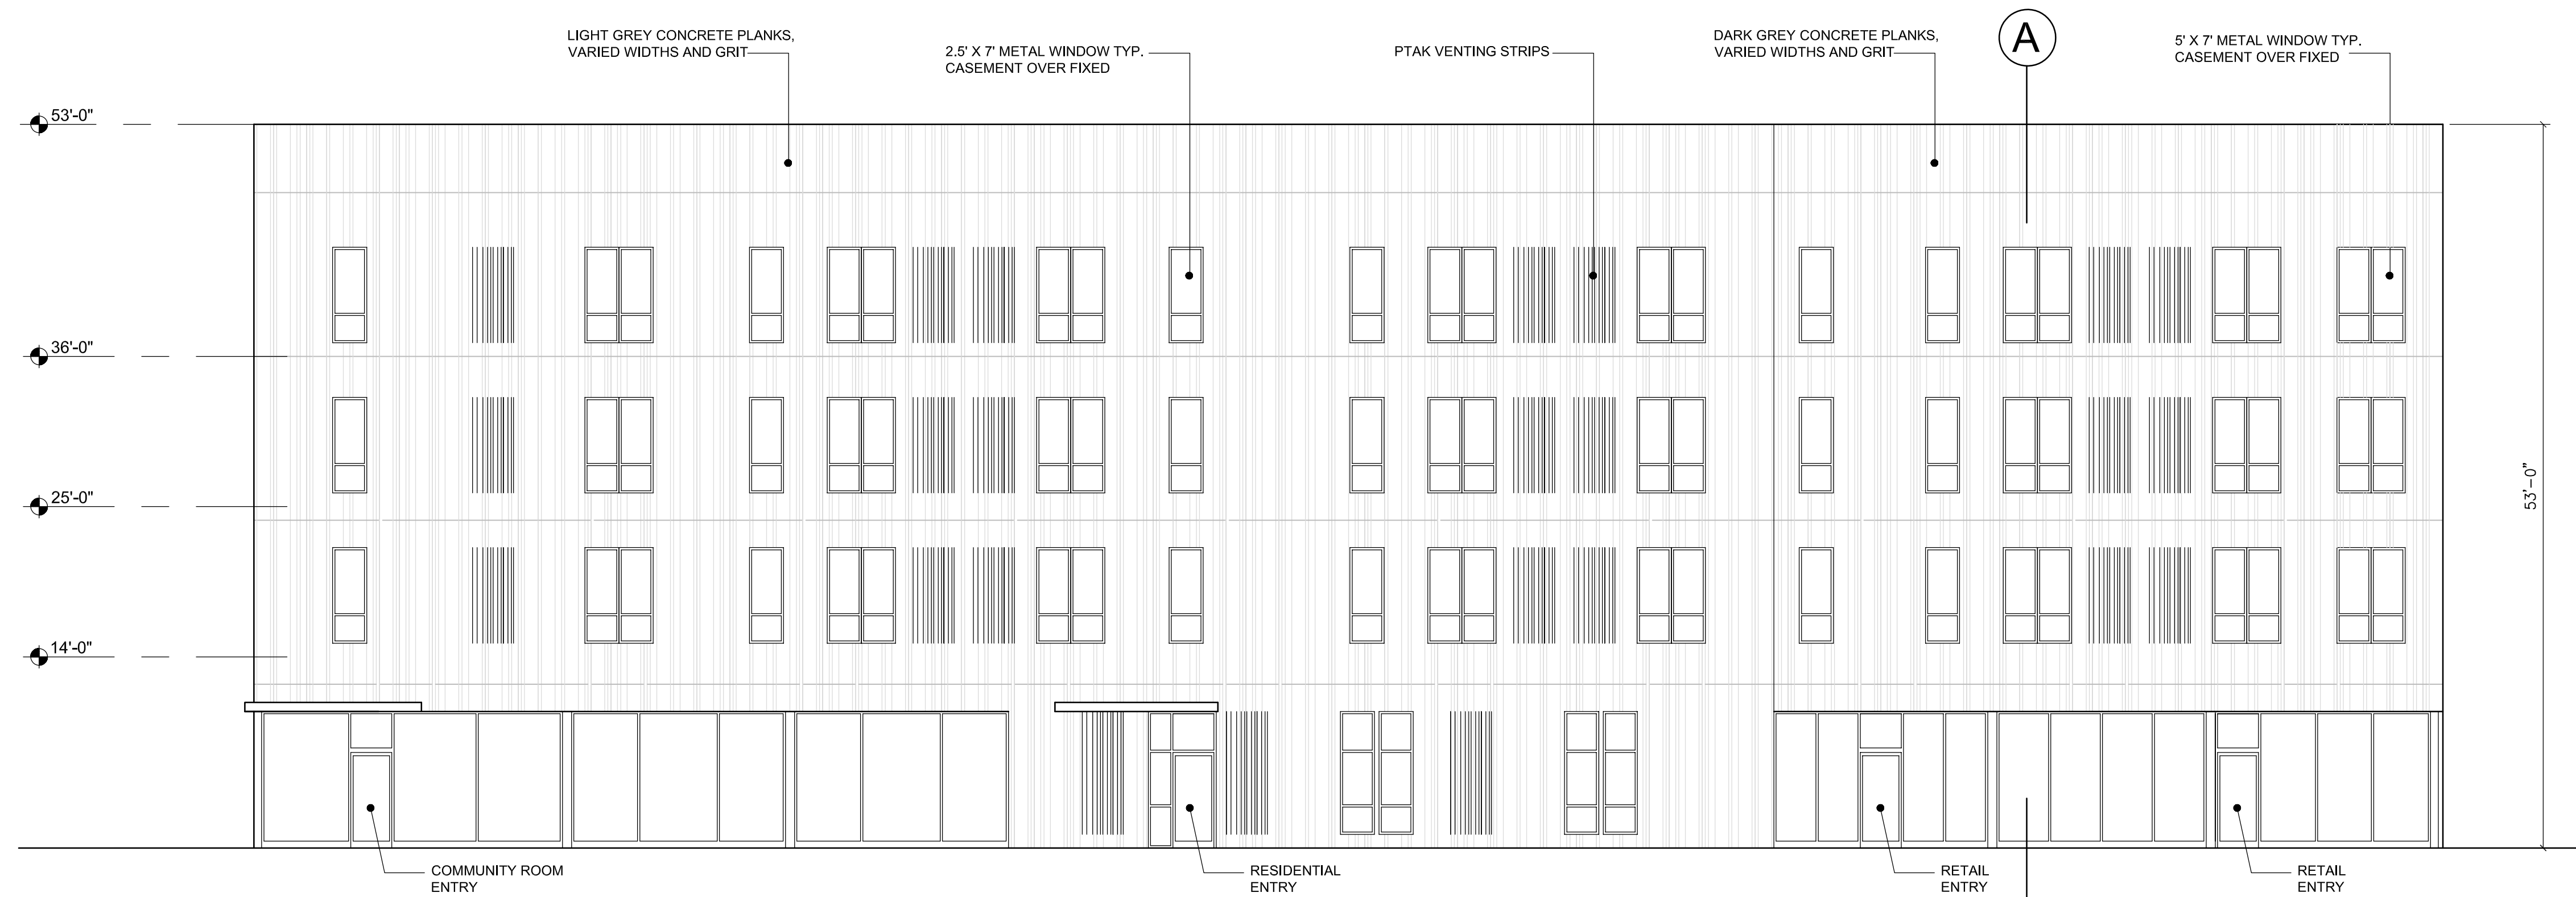 LIGHT GREY CONCRETE PLANKS,
VARIED WIDTHS AND GRIT
2.5' X 7' METAL WINDOW TYP.
CASEMENT OVER FIXED
PTAK VENTING STRIPS
DARK GREY CONCRETE PLANKS,
VARIED WIDTHS AND GRIT
A
5' X 7' METAL WINDOW TYP.
CASEMENT OVER FIXED
53'-0"
36'-0"
25'-0"
14'-0"
53'-0"
COMMUNITY ROOM
ENTRY
RESIDENTIAL
ENTRY
RETAIL
ENTRY
RETAIL
ENTRY